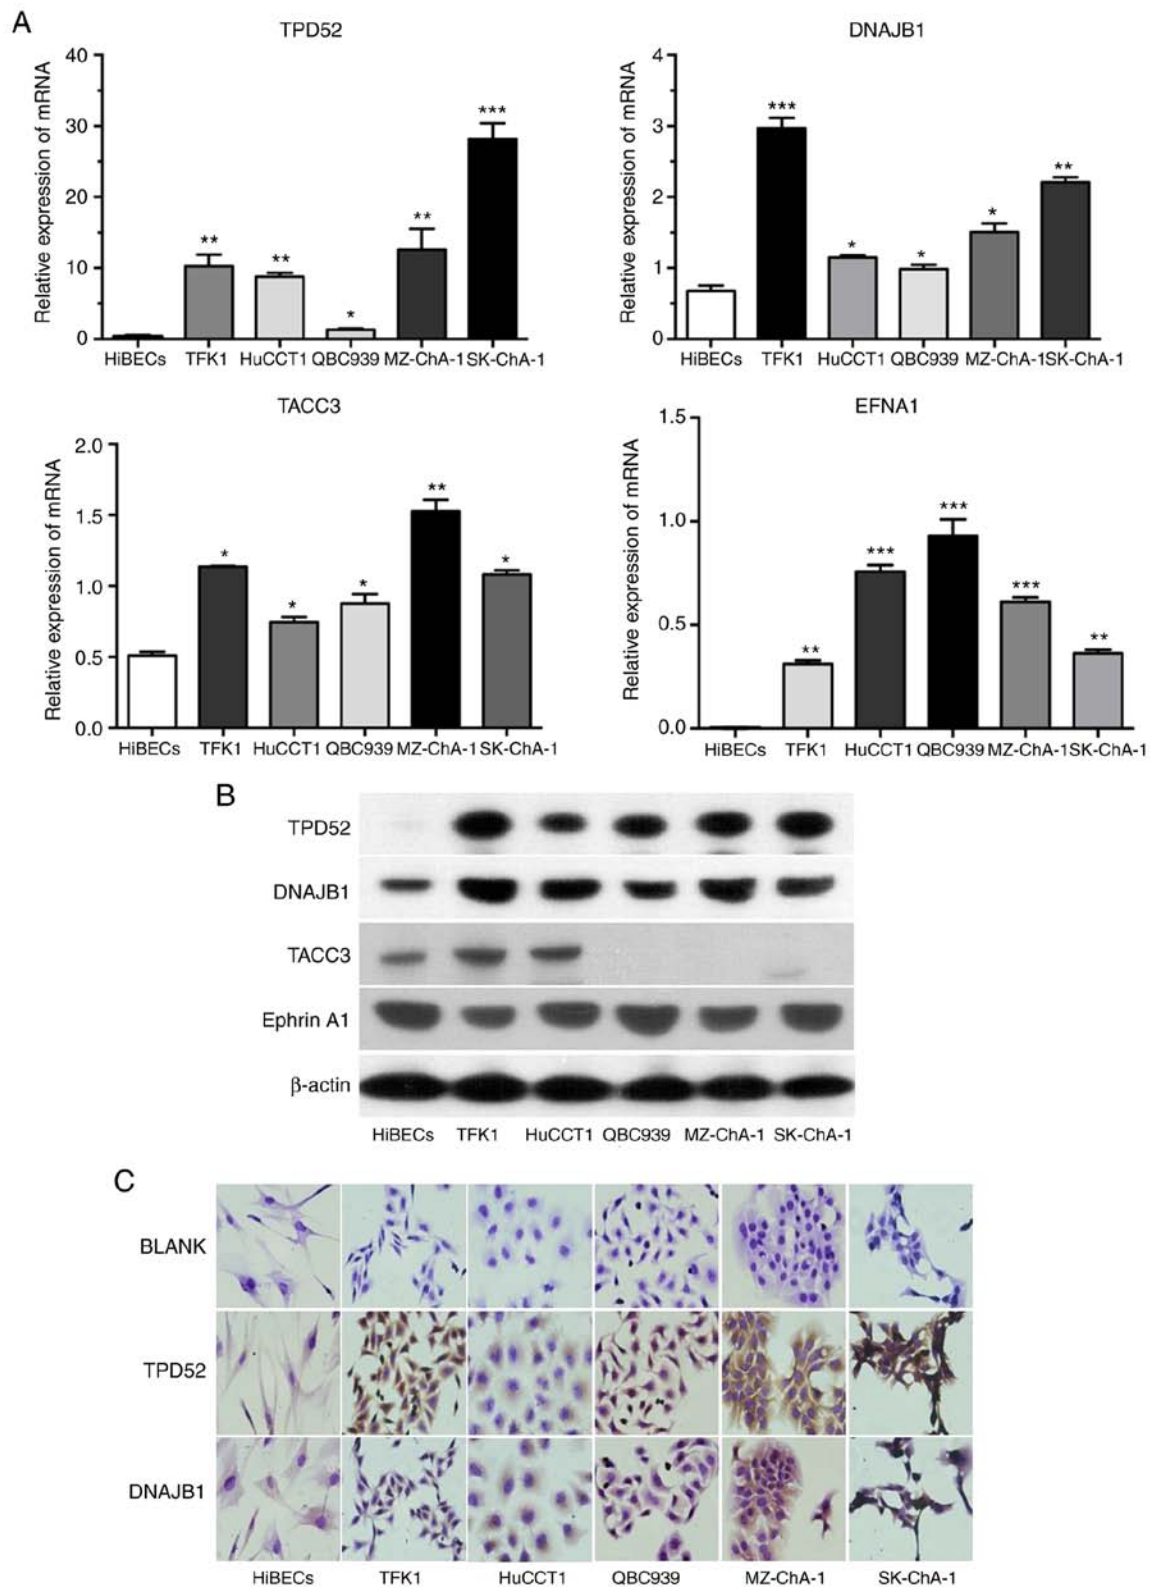 A
TPD52
Relative expression of mRNA
40
30
20
10
0
***
**
**
*
**
HiBECs TFK1 HuCCT1 QBC939 MZ-ChA-1 SK-ChA-1
DNAJB1
Relative expression of mRNA
4
3
2
1
0
***
*
*
*
**
HiBECs TFK1 HuCCT1 QBC939 MZ-ChA-1 SK-ChA-1
TACC3
Relative expression of mRNA
2.0
1.5
1.0
0.5
0.0
*
*
*
**
*
HiBECs TFK1 HuCCT1 QBC939 MZ-ChA-1 SK-ChA-1
EFNA1
Relative expression of mRNA
1.5
1.0
0.5
0.0
**
***
***
***
**
HiBECs TFK1 HuCCT1 QBC939 MZ-ChA-1 SK-ChA-1
B
TPD52
DNAJB1
TACC3
Ephrin A1
β-actin
HiBECs TFK1 HuCCT1 QBC939 MZ-ChA-1 SK-ChA-1
C
BLANK
TPD52
DNAJB1
HiBECs TFK1 HuCCT1 QBC939 MZ-ChA-1 SK-ChA-1